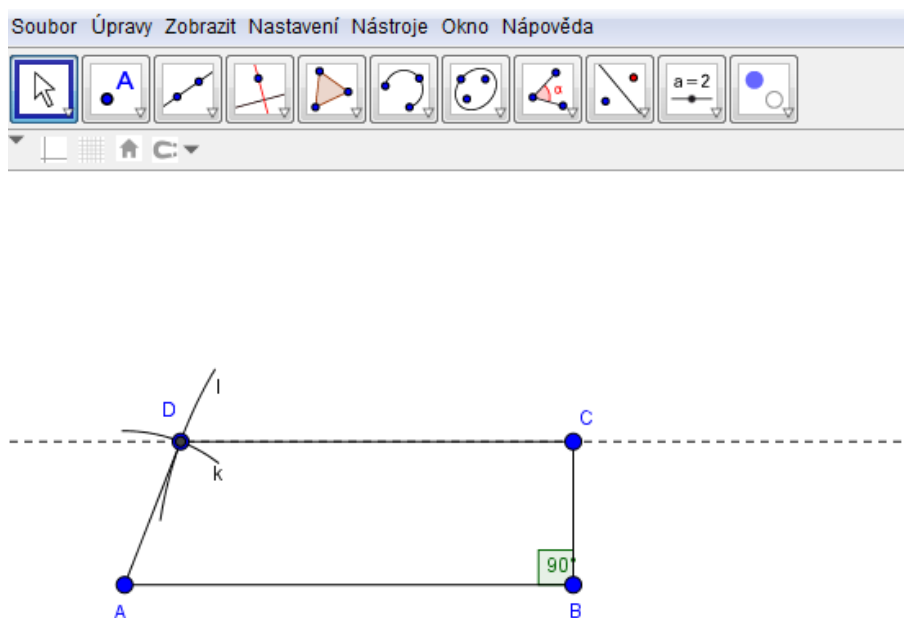 Soubor Úpravy Zobrazit Nastavení Nástroje Okno Nápověda
A α a=2
l
D C
k
90°
A B